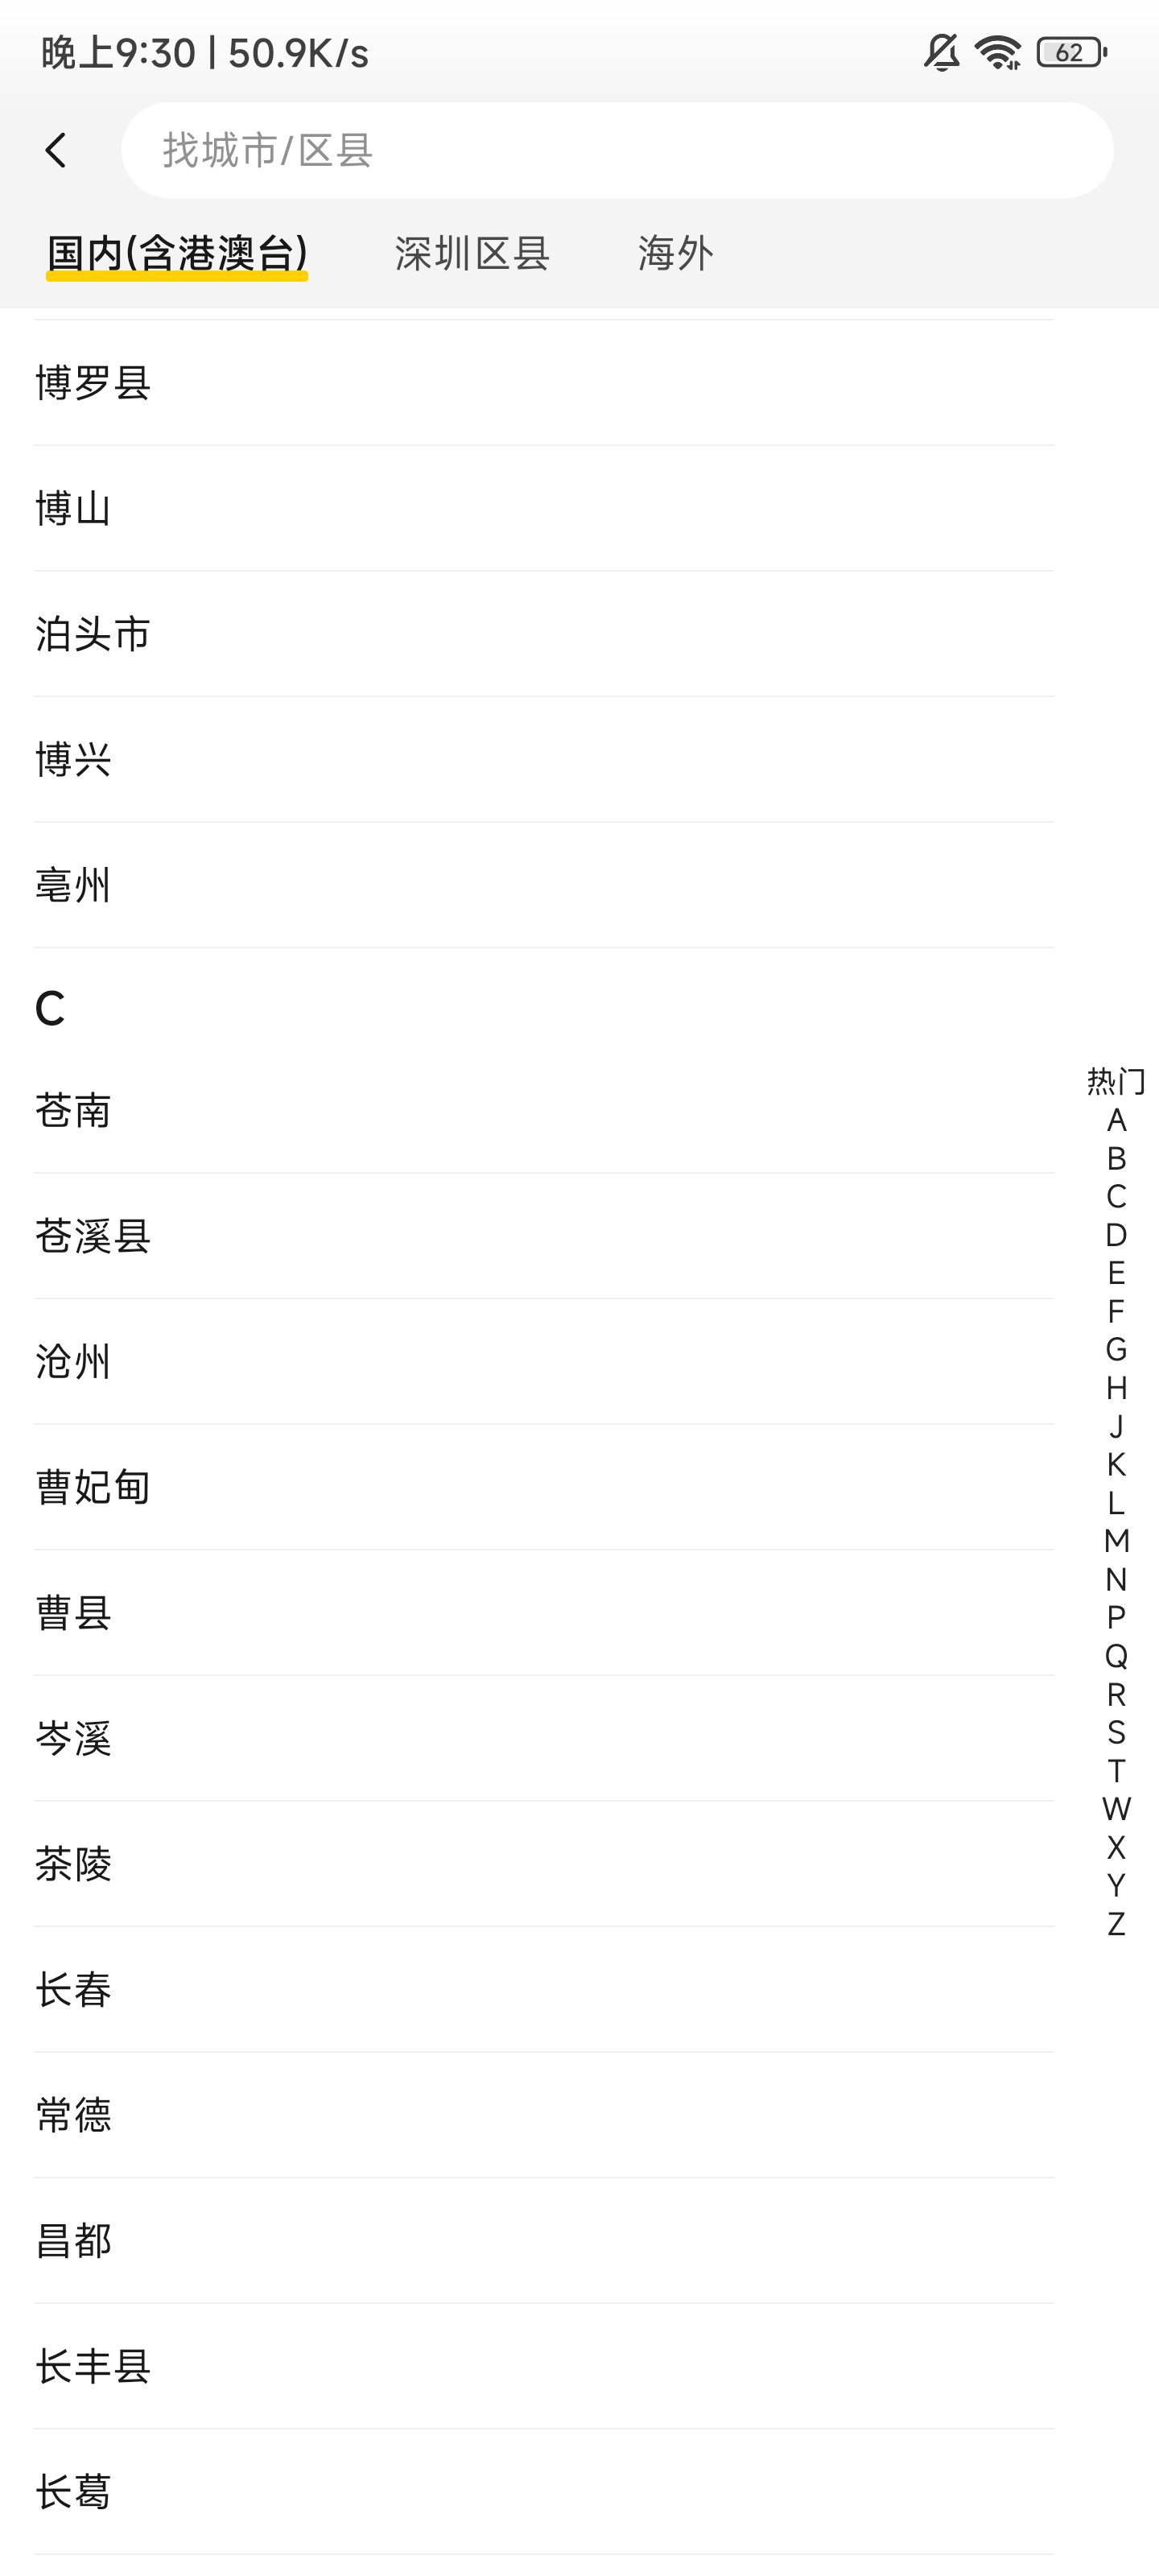 晚上9:30 | 50.9K/s
62
找城市/区县
国内(含港澳台) 深圳区县 海外
博罗县
博山
泊头市
博兴
亳州
C
苍南
苍溪县
沧州
曹妃甸
曹县
岑溪
茶陵
长春
常德
昌都
长丰县
长葛
热门
A
B
C
D
E
F
G
H
J
K
L
M
N
P
Q
R
S
T
W
X
Y
Z